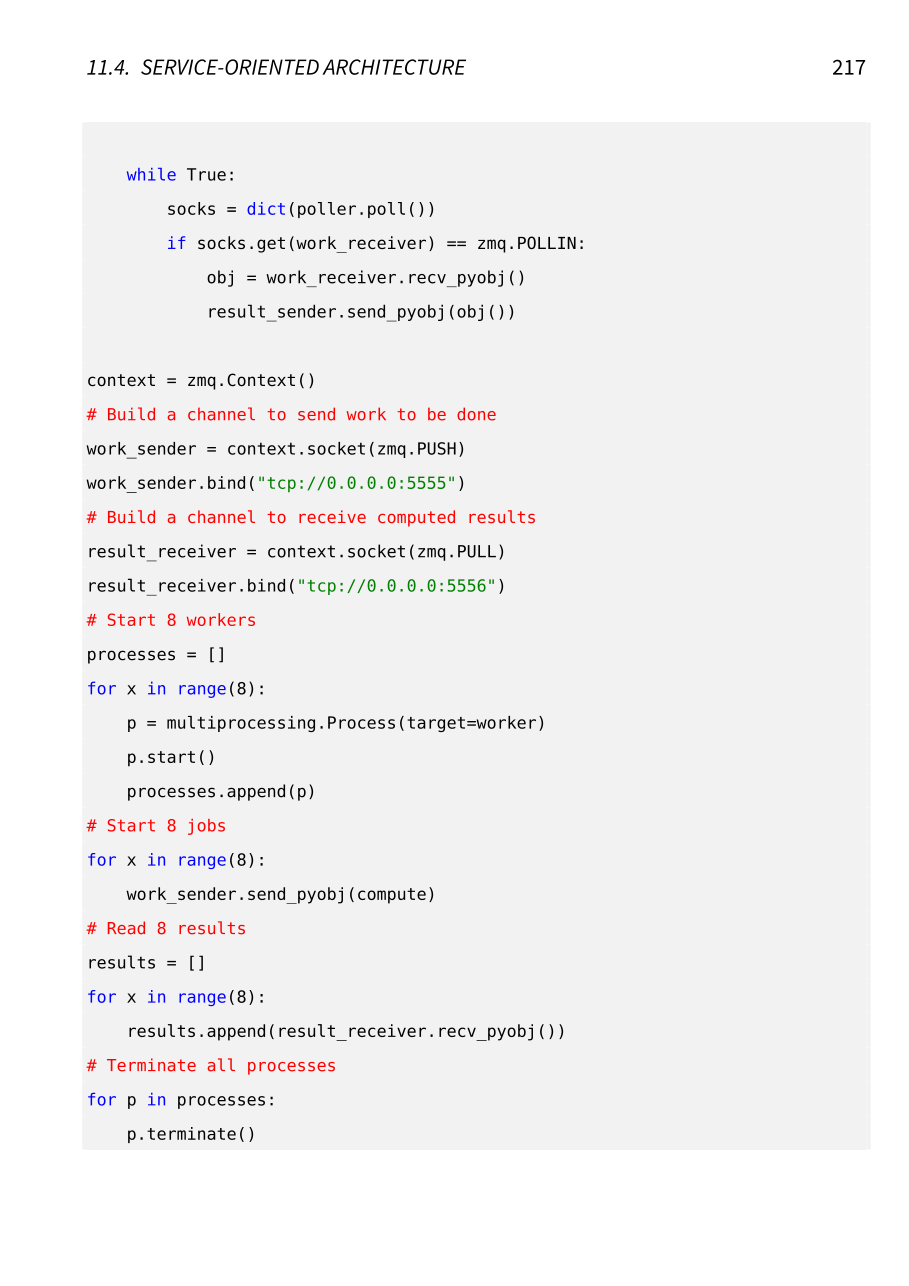 11.4. SERVICE-ORIENTED ARCHITECTURE 217
    while True:
        socks = dict(poller.poll())
        if socks.get(work_receiver) == zmq.POLLIN:
            obj = work_receiver.recv_pyobj()
            result_sender.send_pyobj(obj())
context = zmq.Context()
# Build a channel to send work to be done
work_sender = context.socket(zmq.PUSH)
work_sender.bind("tcp://0.0.0.0:5555")
# Build a channel to receive computed results
result_receiver = context.socket(zmq.PULL)
result_receiver.bind("tcp://0.0.0.0:5556")
# Start 8 workers
processes = []
for x in range(8):
    p = multiprocessing.Process(target=worker)
    p.start()
    processes.append(p)
# Start 8 jobs
for x in range(8):
    work_sender.send_pyobj(compute)
# Read 8 results
results = []
for x in range(8):
    results.append(result_receiver.recv_pyobj())
# Terminate all processes
for p in processes:
    p.terminate()